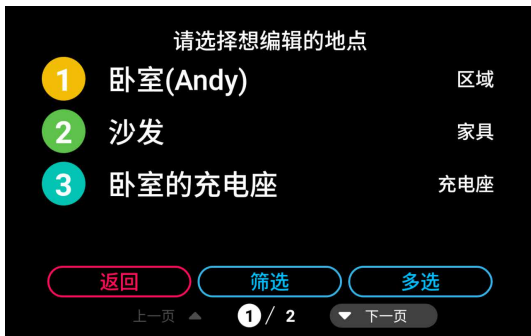 请选择想编辑的地点
1 卧室(Andy) 区域
2 沙发 家具
3 卧室的充电座 充电座
返回 筛选 多选
上一页 ▲ 1 / 2 ▼ 下一页